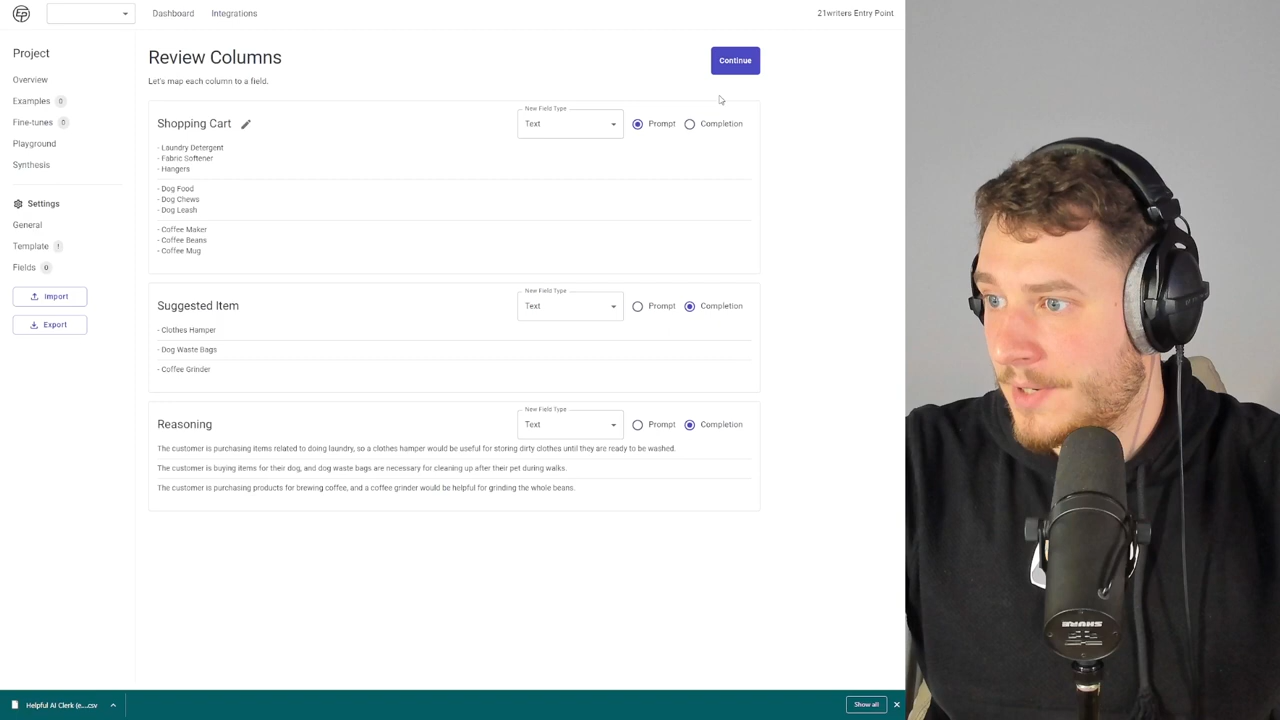 EP
Dashboard
Integrations
21writers Entry Point
Project
Overview
Examples 0
Fine-tunes 0
Playground
Synthesis
Settings
General
Template !
Fields 0
Import
Export
Review Columns
Continue
Let's map each column to a field.
Shopping Cart
New Field Type
Text
Prompt
Completion
- Laundry Detergent
- Fabric Softener
- Hangers
- Dog Food
- Dog Chews
- Dog Leash
- Coffee Maker
- Coffee Beans
- Coffee Mug
Suggested Item
New Field Type
Text
Prompt
Completion
- Clothes Hamper
- Dog Waste Bags
- Coffee Grinder
Reasoning
New Field Type
Text
Prompt
Completion
The customer is purchasing items related to doing laundry, so a clothes hamper would be useful for storing dirty clothes until they are ready to be washed.
The customer is buying items for their dog, and dog waste bags are necessary for cleaning up after their pet during walks.
The customer is purchasing products for brewing coffee, and a coffee grinder would be helpful for grinding the whole beans.
Helpful AI Clerk (e....csv
Show all
SHURE